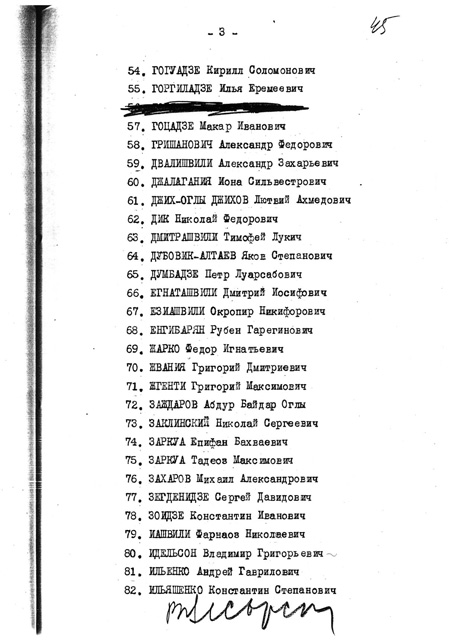 - 3 -
45
54. ГОГУАДЗЕ Кирилл Соломонович
55. ГОРГИЛАДЗЕ Илья Еремеевич
57. ГОЦАДЗЕ Макар Иванович
58. ГРИШАНОВИЧ Александр Федорович
59. ДВАЛИШВИЛИ Александр Захарьевич
60. ДЖАЛАГАНИЯ Иона Сильвестрович
61. ДЖИХ-ОГЛЫ ДЖИХОВ Лютвий Ахмедович
62. ДИК Николай Федорович
63. ДМИТРАШВИЛИ Тимофей Лукич
64. ДУБОВИК-АЛТАЕВ Яков Степанович
65. ДУМБАДЗЕ Петр Луарсабович
66. ЕГНАТАШВИЛИ Дмитрий Иосифович
67. ЕЗИАШВИЛИ Окропир Никифорович
68. ЕНГИБАРЯН Рубен Гарегинович
69. ЖАРКО Федор Игнатьевич
70. ЖВАНИЯ Григорий Дмитриевич
71. ЖГЕНТИ Григорий Максимович
72. ЗАЖДАРОВ Абдур Байдар Оглы
73. ЗАКЛИНСКИЙ Николай Сергеевич
74. ЗАРКУА Епифан Бахваевич
75. ЗАРКУА Тадеоз Максимович
76. ЗАХАРОВ Михаил Александрович
77. ЗЕГДЕНИДЗЕ Сергей Давидович
78. ЗОИДЗЕ Константин Иванович
79. ИАШВИЛИ Фарнаоз Николаевич
80. ИДЕЛЬСОН Владимир Григорьевич
81. ИЛЬЕНКО Андрей Гаврилович
82. ИЛЬЯШЕНКО Константин Степанович